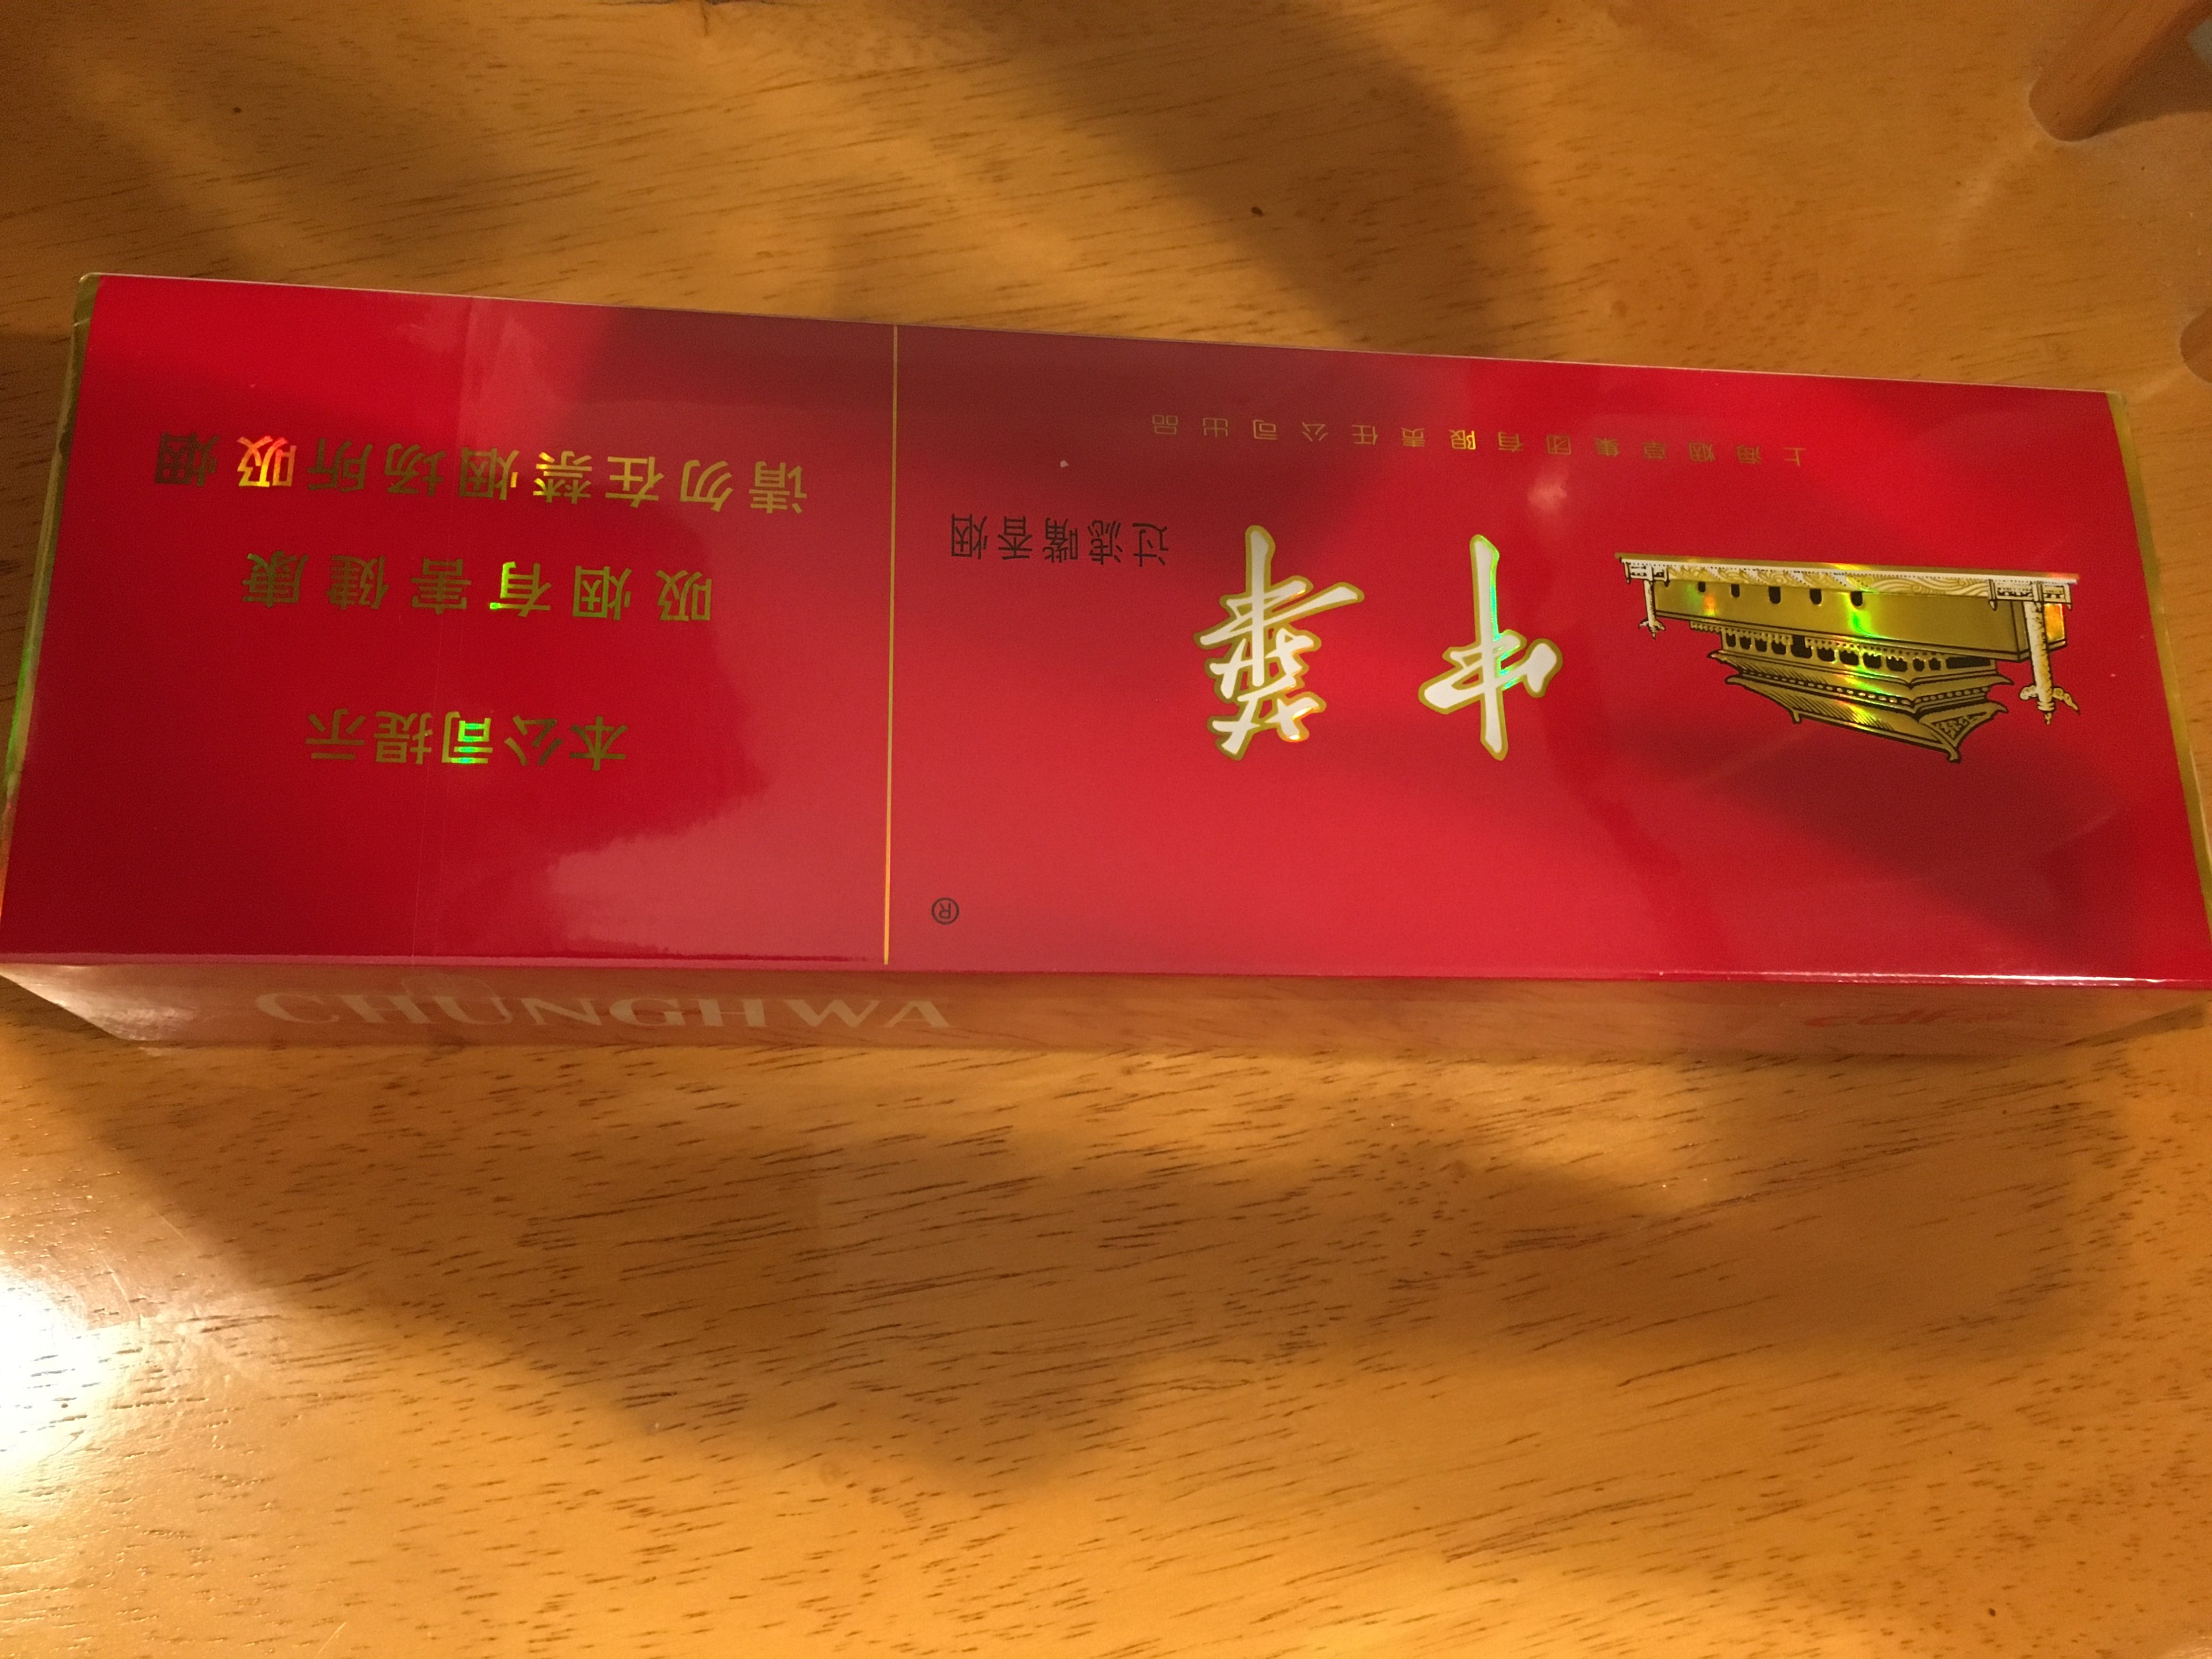 中華
过滤嘴香烟
上海烟草集团有限责任公司出品
®
本公司提示
吸烟有害健康
请勿在禁烟场所吸烟
CHUNGHWA